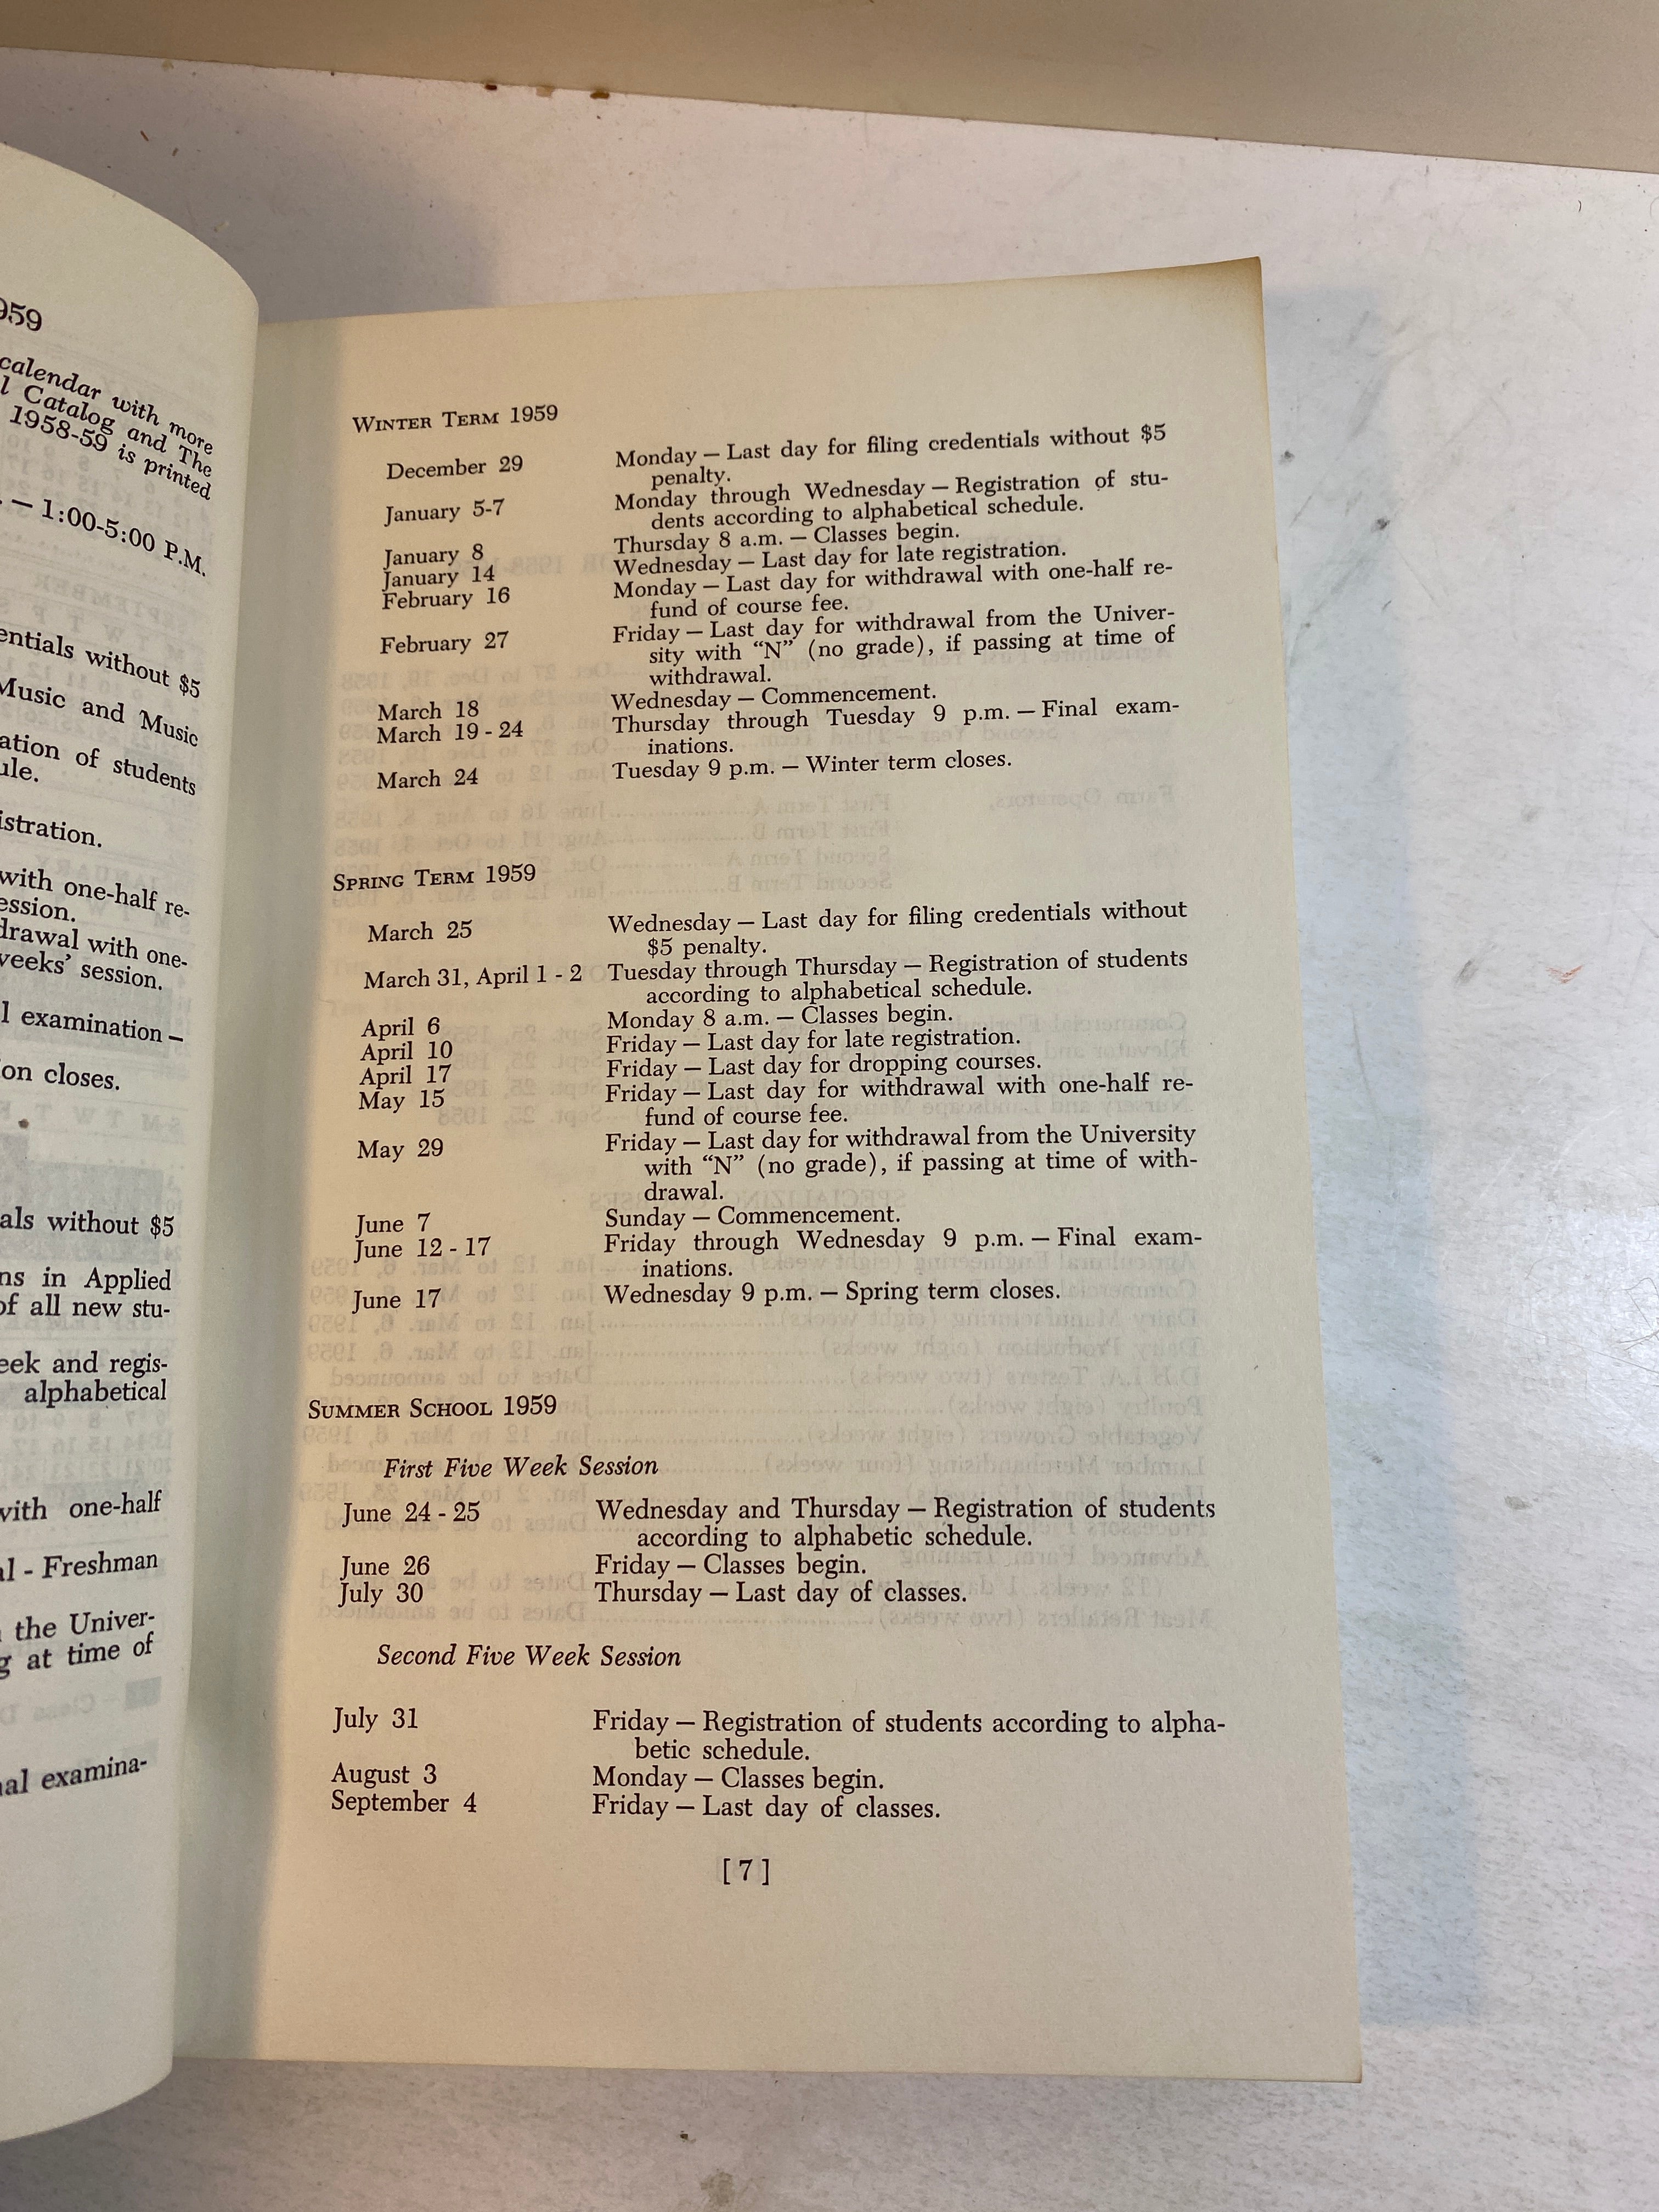 959
calendar with more
l Catalog and The
1958-59 is printed
. — 1:00-5:00 P.M.
entials without $5
Music and Music
ation of students
ule.
istration.
with one-half re-
ession.
drawal with one-
weeks' session.
l examination —
on closes.
als without $5
ns in Applied
of all new stu-
eek and regis-
alphabetical
with one-half
al - Freshman
the Univer-
g at time of
nal examina-
WINTER TERM 1959
December 29 Monday — Last day for filing credentials without $5
penalty.
January 5-7 Monday through Wednesday — Registration of stu-
dents according to alphabetical schedule.
January 8 Thursday 8 a.m. — Classes begin.
January 14 Wednesday — Last day for late registration.
February 16 Monday — Last day for withdrawal with one-half re-
fund of course fee.
February 27 Friday — Last day for withdrawal from the Univer-
sity with “N” (no grade), if passing at time of
withdrawal.
March 18 Wednesday — Commencement.
March 19 - 24 Thursday through Tuesday 9 p.m. — Final exam-
inations.
March 24 Tuesday 9 p.m. — Winter term closes.
SPRING TERM 1959
March 25 Wednesday — Last day for filing credentials without
$5 penalty.
March 31, April 1 - 2 Tuesday through Thursday — Registration of students
according to alphabetical schedule.
April 6 Monday 8 a.m. — Classes begin.
April 10 Friday — Last day for late registration.
April 17 Friday — Last day for dropping courses.
May 15 Friday — Last day for withdrawal with one-half re-
fund of course fee.
May 29 Friday — Last day for withdrawal from the University
with “N” (no grade), if passing at time of with-
drawal.
June 7 Sunday — Commencement.
June 12 - 17 Friday through Wednesday 9 p.m. — Final exam-
inations.
June 17 Wednesday 9 p.m. — Spring term closes.
SUMMER SCHOOL 1959
First Five Week Session
June 24 - 25 Wednesday and Thursday — Registration of students
according to alphabetic schedule.
June 26 Friday — Classes begin.
July 30 Thursday — Last day of classes.
Second Five Week Session
July 31 Friday — Registration of students according to alpha-
betic schedule.
August 3 Monday — Classes begin.
September 4 Friday — Last day of classes.
[ 7 ]